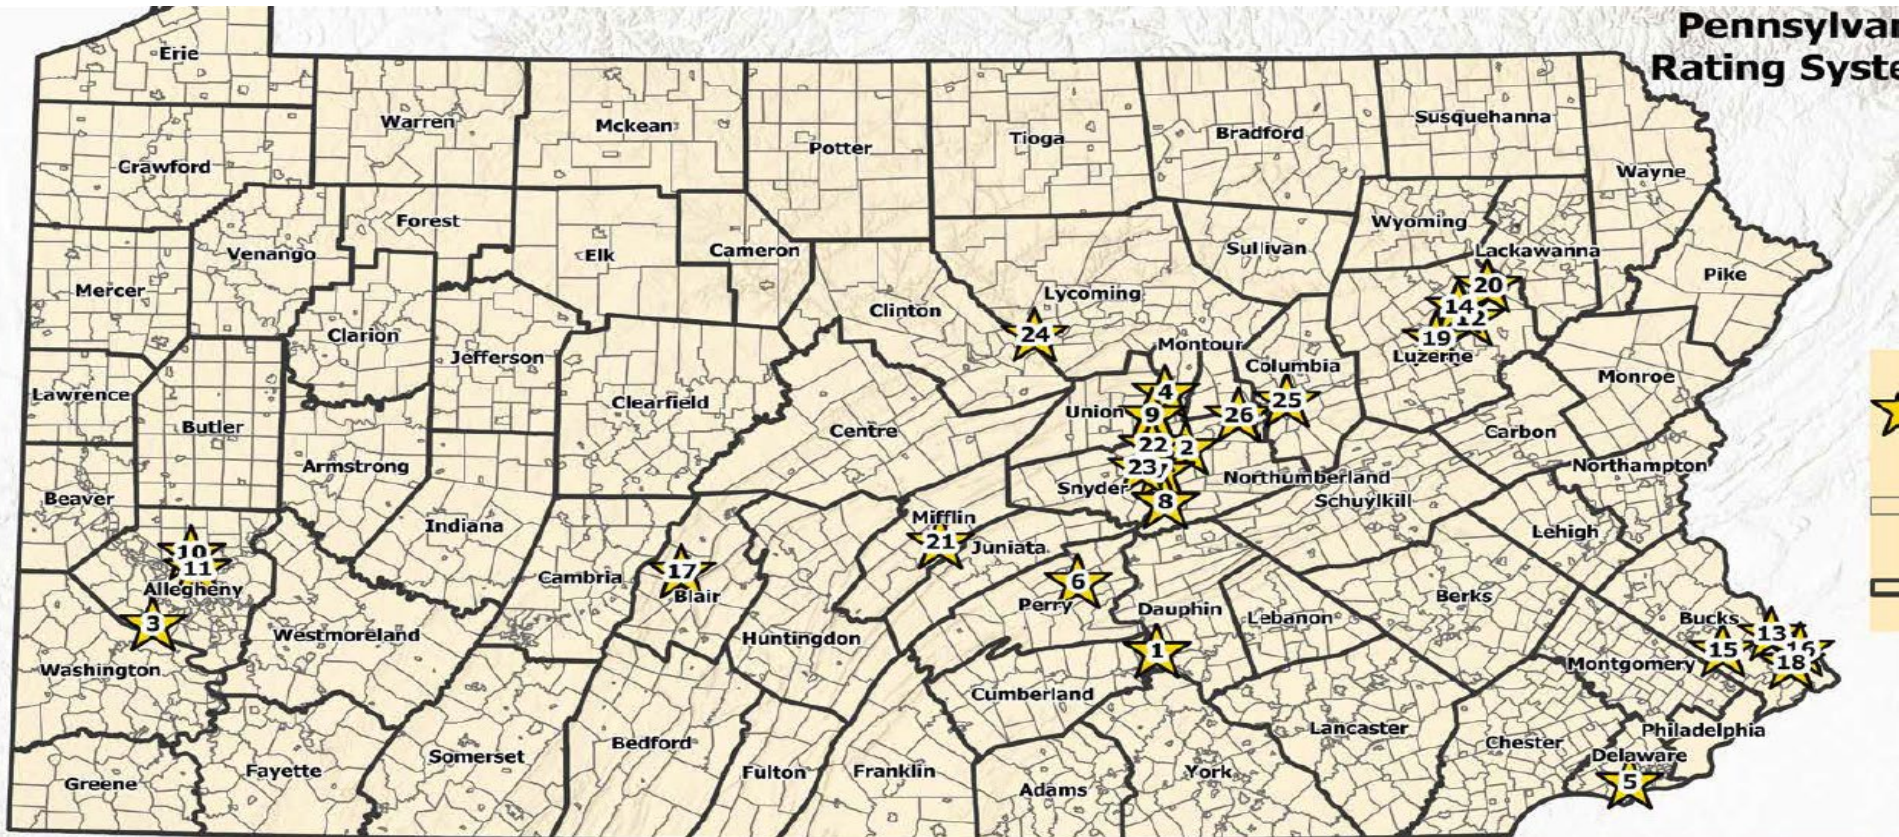 Pennsylvan
Rating Syste
Erie
Warren
Mckean
Potter
Tioga
Bradford
Susquehanna
Crawford
Wayne
Forest
Wyoming
Venango
Elk
Cameron
Sullivan
Lackawanna
Pike
Mercer
20
Lycoming
14
Clinton
12
24
19
Clarion
Jefferson
Montour
Luzerne
Columbia
Monroe
Lawrence
4
25
Clearfield
Union
9
26
Butler
Centre
Carbon
22
2
Armstrong
23
Northampton
Northumberland
Snyder
Beaver
8
Schuylkill
Indiana
Mifflin
Lehigh
21
Juniata
10
11
17
Cambria
6
Allegheny
Blair
Perry
Dauphin
Berks
Lebanon
Bucks
3
13
Westmoreland
Huntingdon
1
15
16
18
Washington
Montgomery
Cumberland
Lancaster
Philadelphia
Bedford
Chester
Somerset
Delaware
Fayette
Fulton
Franklin
York
5
Greene
Adams